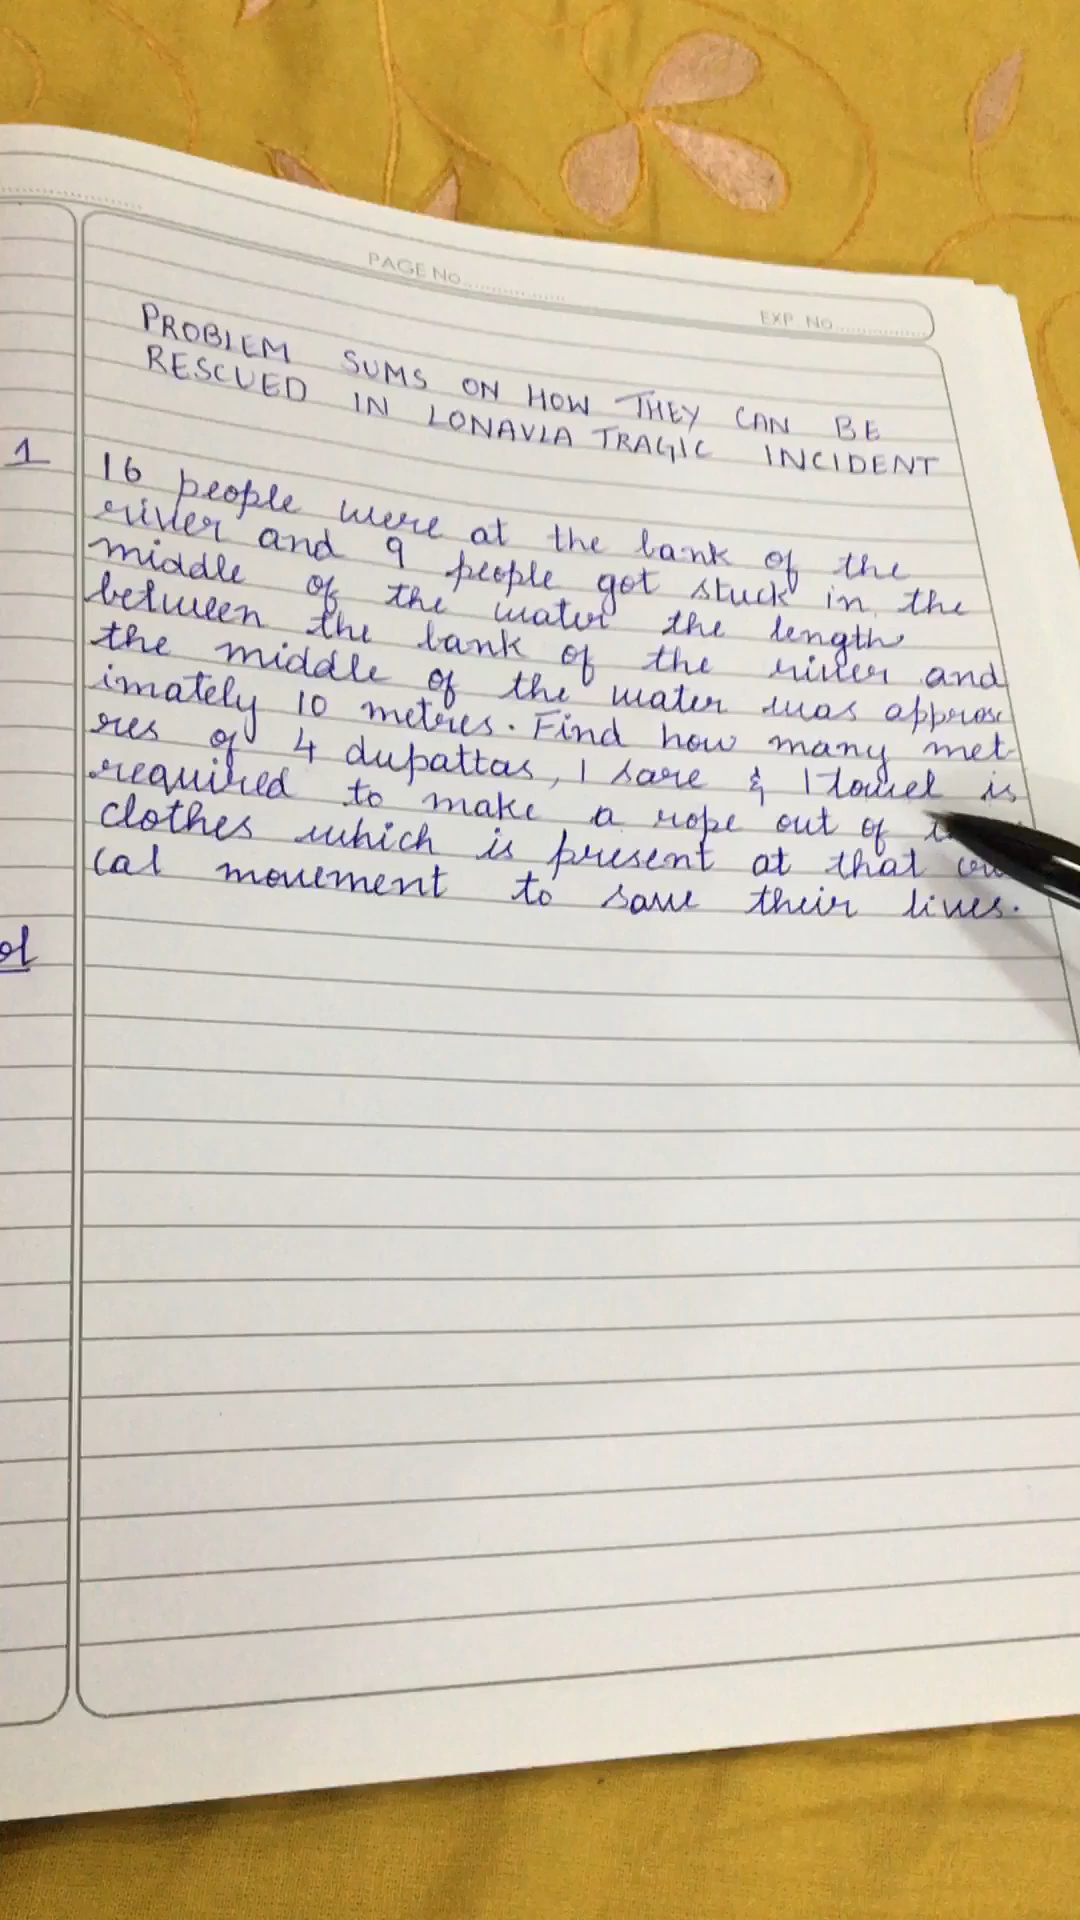 PAGE No.
EXP. No.
PROBLEM SUMS ON HOW THEY CAN BE
RESCUED IN LONAVLA TRAGIC INCIDENT
1 16 people were at the bank of the
river and 9 people got stuck in the
middle of the water the length
between the bank of the river and
the middle of the water was approx
imately 10 metres. Find how many met
res of 4 dupattas, 1 sare & 1 towel is
required to make a rope out of
clothes which is present at that
cal movement to save their lives.
ol